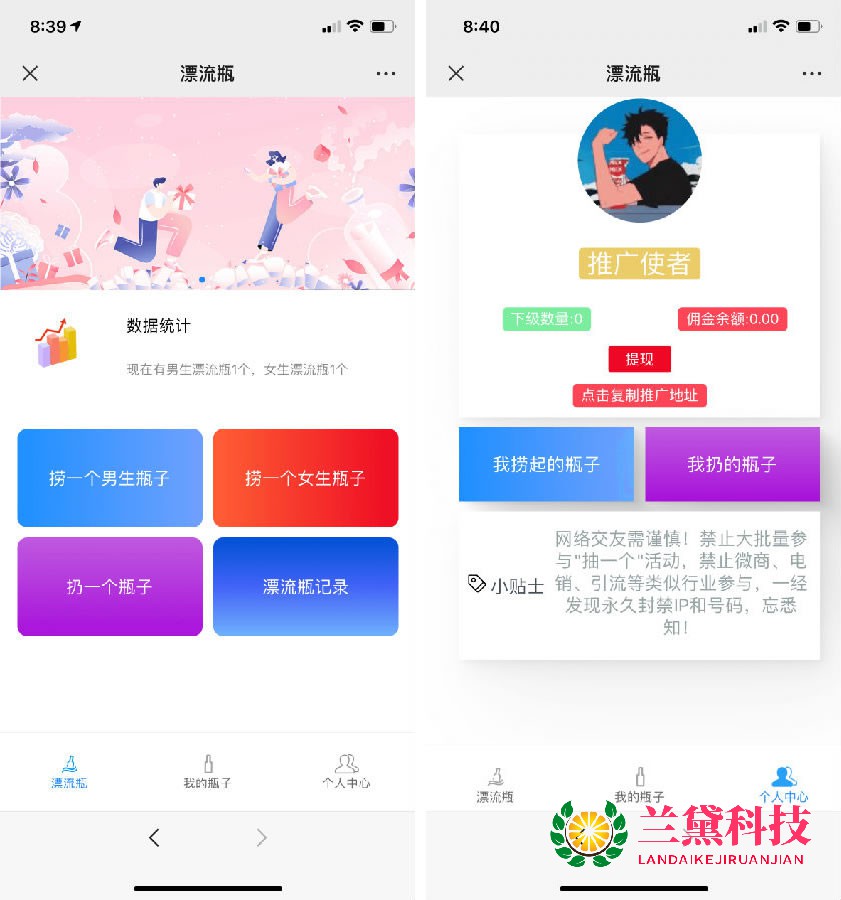 8:39
漂流瓶
数据统计
现在有男生漂流瓶1个，女生漂流瓶1个
捞一个男生瓶子
捞一个女生瓶子
扔一个瓶子
漂流瓶记录
漂流瓶
我的瓶子
个人中心
8:40
漂流瓶
推广使者
下级数量:0
佣金余额:0.00
提现
点击复制推广地址
我捞起的瓶子
我扔的瓶子
小贴士
网络交友需谨慎！禁止大批量参
与"抽一个"活动，禁止微商、电
销、引流等类似行业参与，一经
发现永久封禁IP和号码，忘悉
知！
漂流瓶
我的瓶子
个人中心
兰黛科技
LANDAIKEJIRUANJIAN